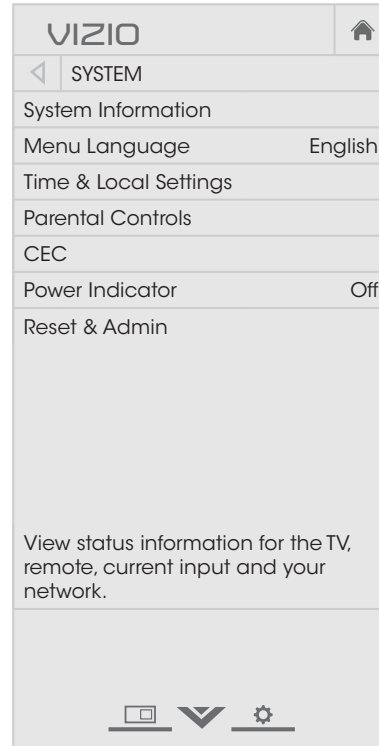 VIZIO
SYSTEM
System Information
Menu Language English
Time & Local Settings
Parental Controls
CEC
Power Indicator Off
Reset & Admin
View status information for the TV,
remote, current input and your
network.